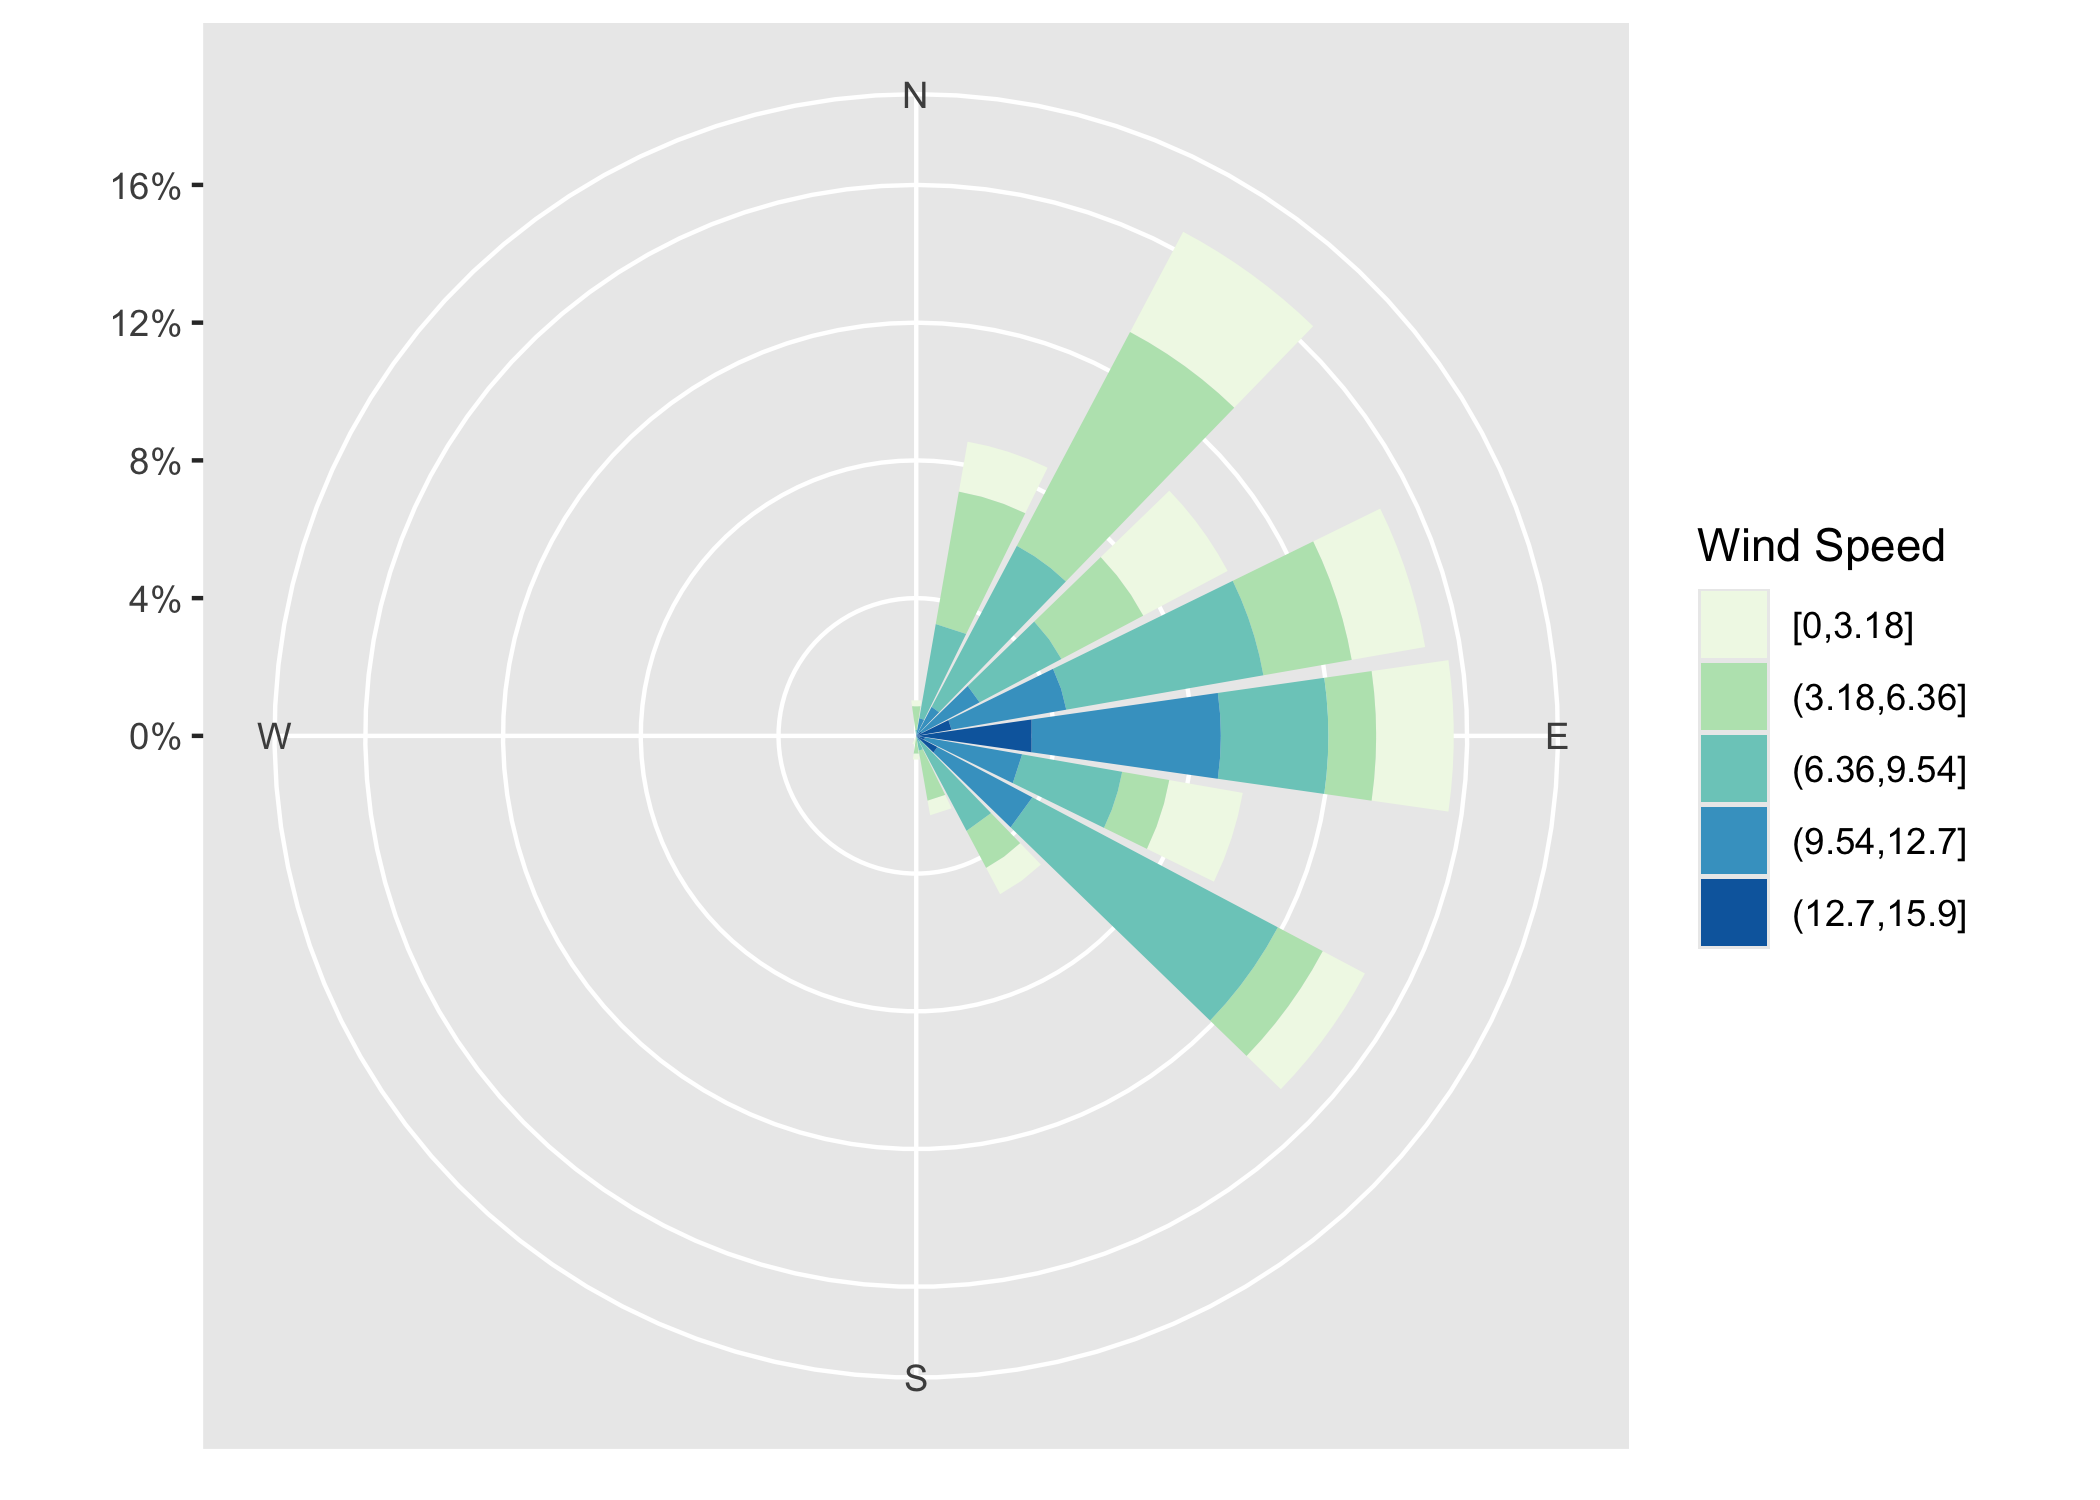 N
16%
12%
8%
4%
0%
W
E
S
Wind Speed
[0,3.18]
(3.18,6.36]
(6.36,9.54]
(9.54,12.7]
(12.7,15.9]